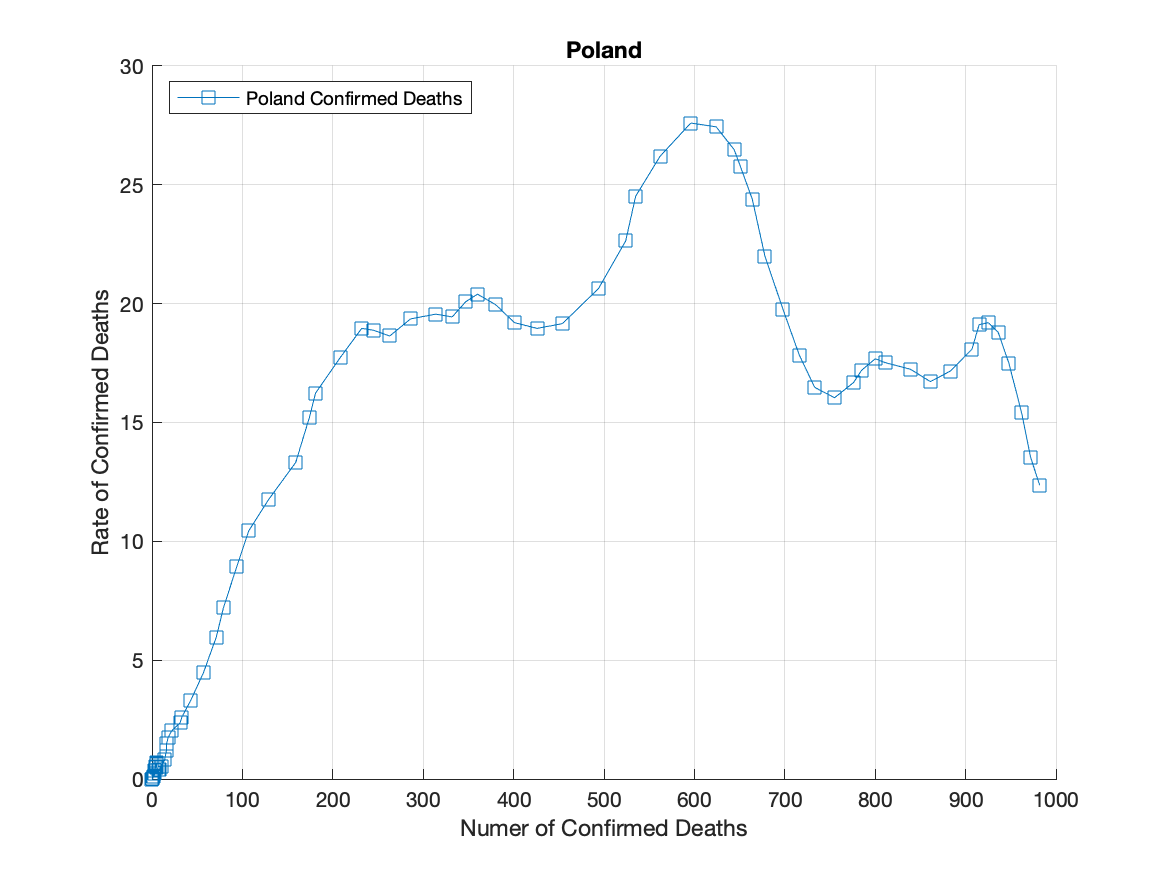 Poland
Poland Confirmed Deaths
30
25
20
15
10
5
0
Rate of Confirmed Deaths
0 100 200 300 400 500 600 700 800 900 1000
Numer of Confirmed Deaths